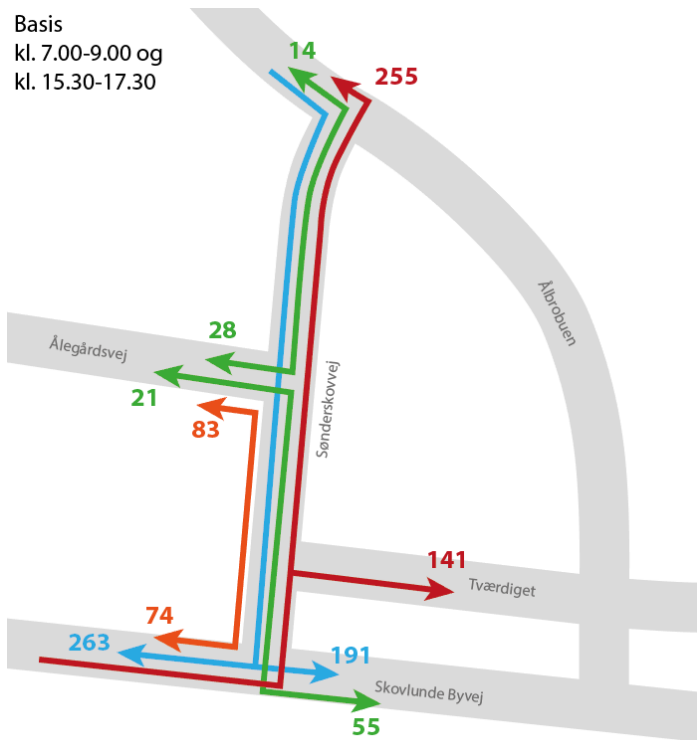 Basis
kl. 7.00-9.00 og
kl. 15.30-17.30
14
255
Ålbrobuen
28
Ålegårdsvej
21
83
Sønderskovvej
141
Tværdiget
74
263
191
Skovlunde Byvej
55